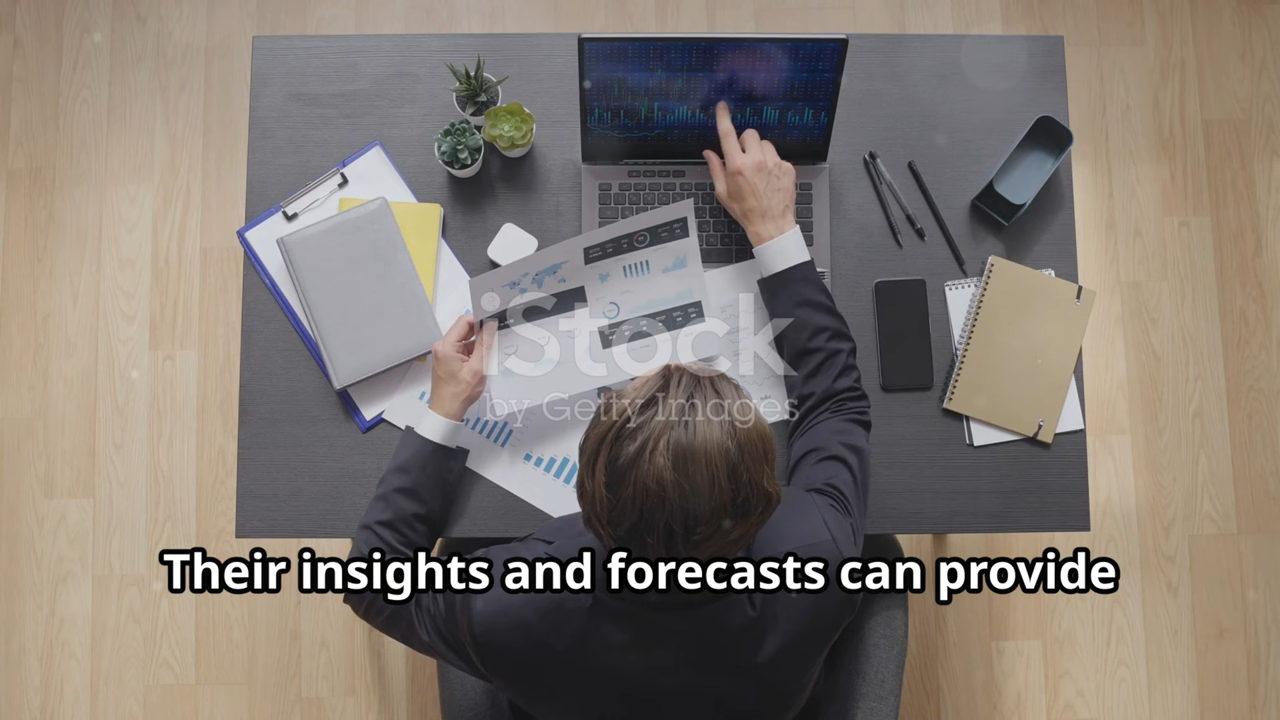 iStock
by Getty Images
Their insights and forecasts can provide